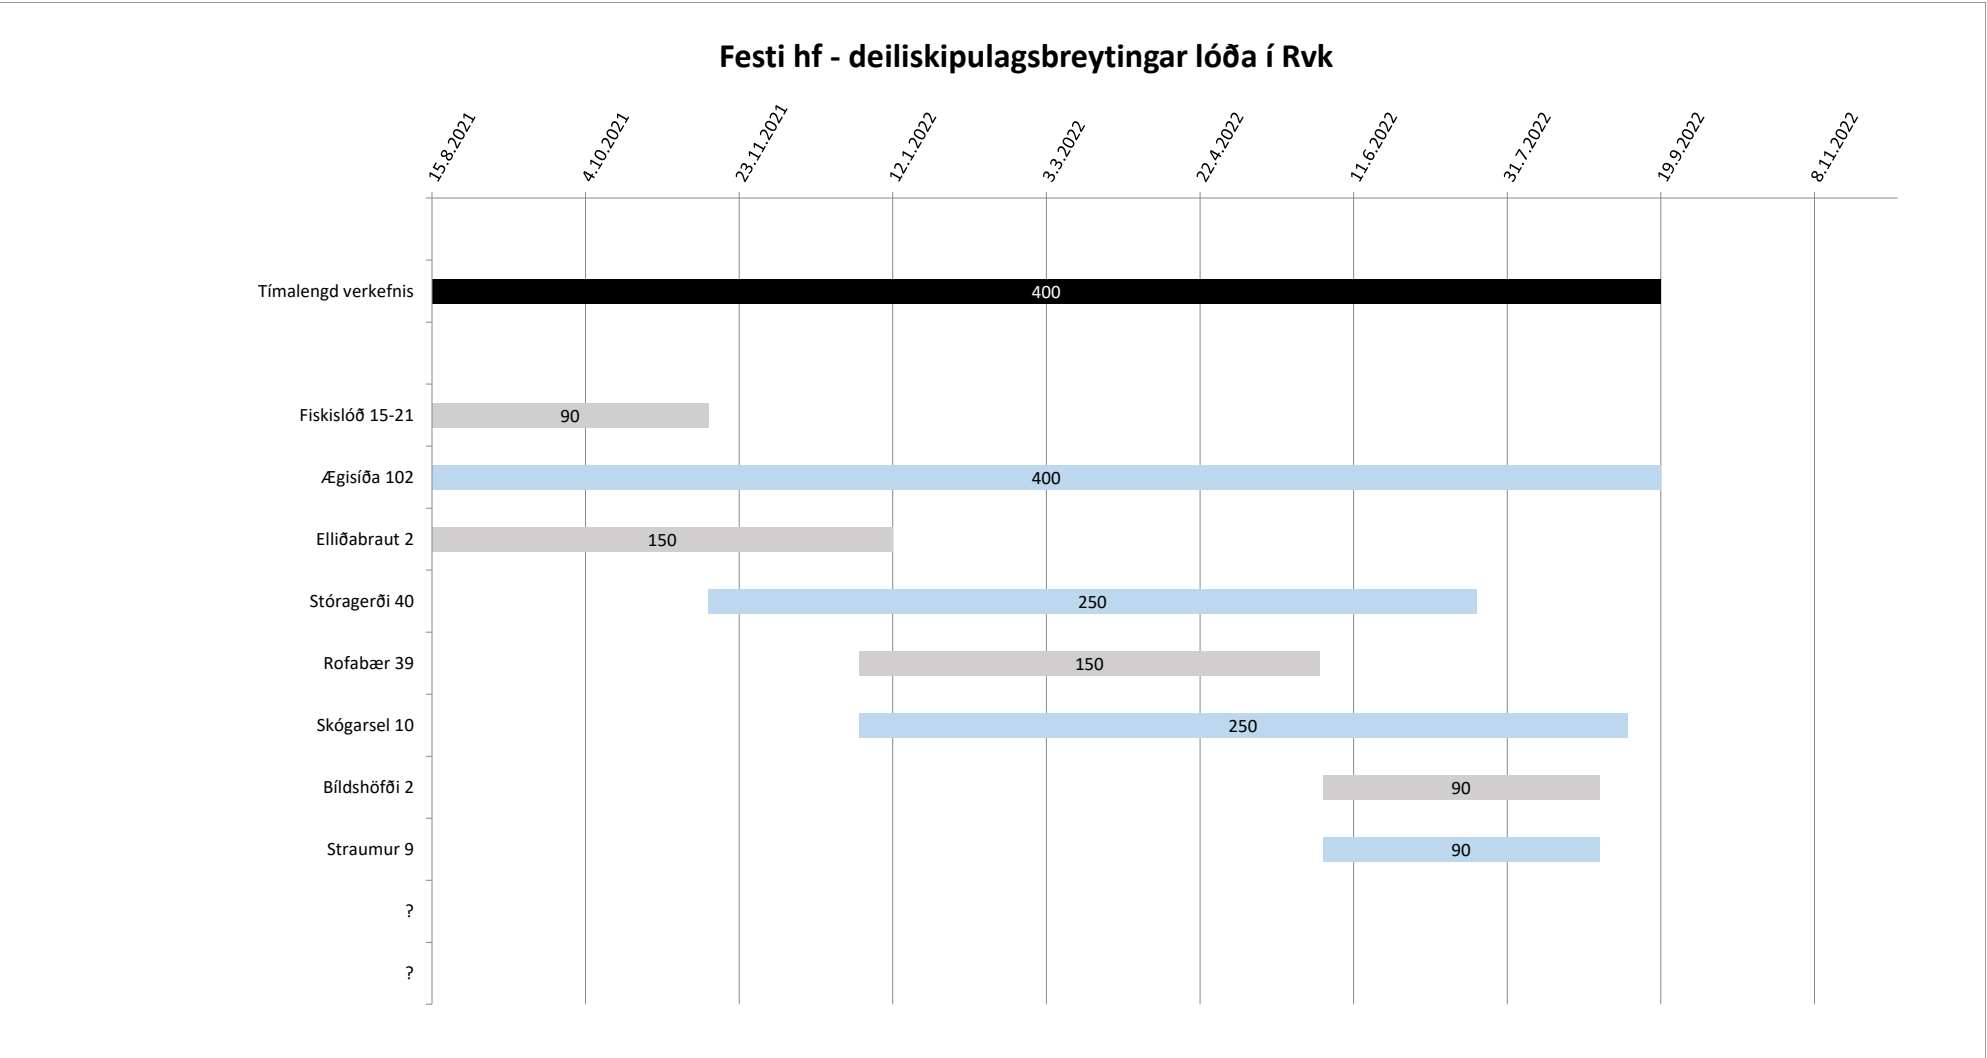 Festi hf - deiliskipulagsbreytingar lóða í Rvk
15.8.2021
4.10.2021
23.11.2021
12.1.2022
3.3.2022
22.4.2022
11.6.2022
31.7.2022
19.9.2022
8.11.2022
Tímalengd verkefnis 400
Fiskislóð 15-21 90
Ægisíða 102 400
Elliðabraut 2 150
Stóragerði 40 250
Rofabær 39 150
Skógarsel 10 250
Bíldshöfði 2 90
Straumur 9 90
?
?